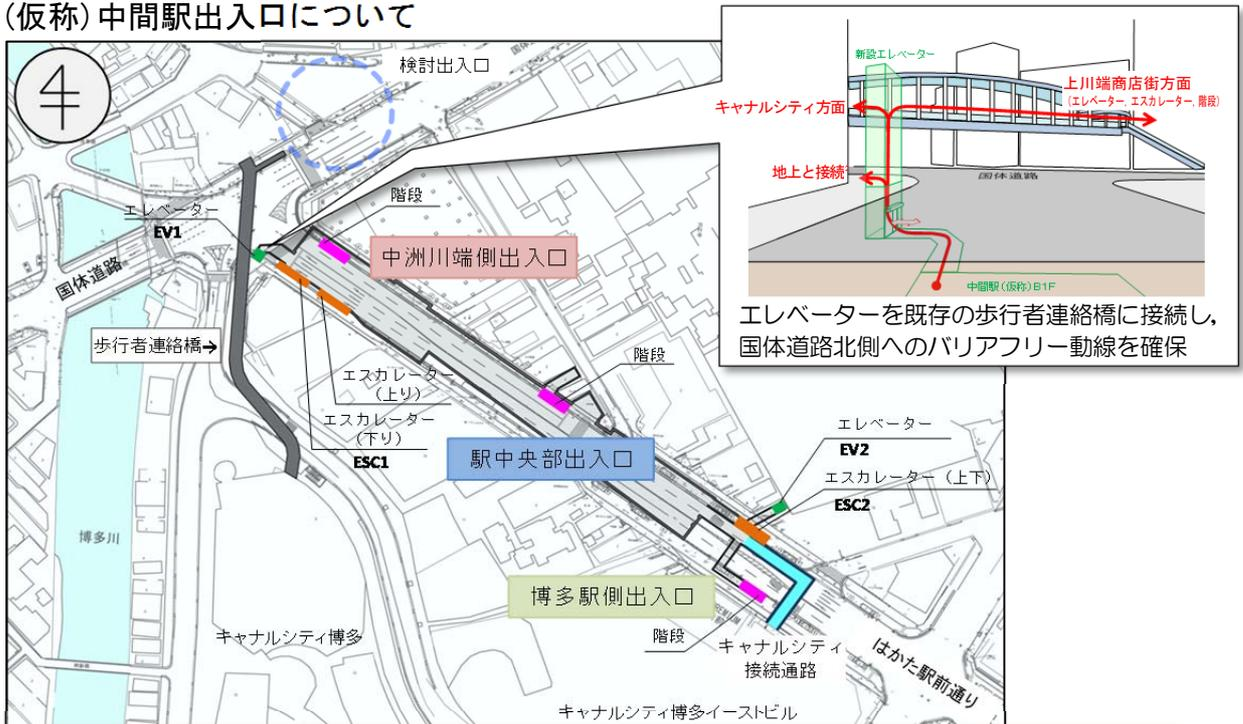 (仮称)中間駅出入口について
検討出入口
国体道路
階段
エレベーター
EV1
中洲川端側出入口
国体道路
歩行者連絡橋→
エスカレーター
(上り)
エスカレーター
(下り)
ESC1
階段
駅中央部出入口
エレベーター
EV2
エスカレーター(上下)
ESC2
博多川
博多駅側出入口
階段
キャナルシティ博多
キャナルシティ
接続通路
はかた駅前通り
キャナルシティ博多イーストビル
新設エレベーター
キャナルシティ方面
上川端商店街方面
(エレベーター, エスカレーター, 階段)
地上と接続
国体道路
中間駅(仮称)B1F
エレベーターを既存の歩行者連絡橋に接続し,
国体道路北側へのバリアフリー動線を確保